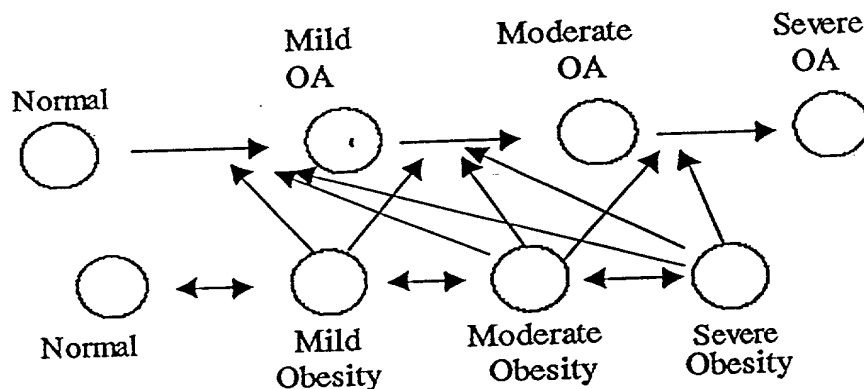 Normal
Mild
OA
Moderate
OA
Severe
OA
Normal
Mild
Obesity
Moderate
Obesity
Severe
Obesity